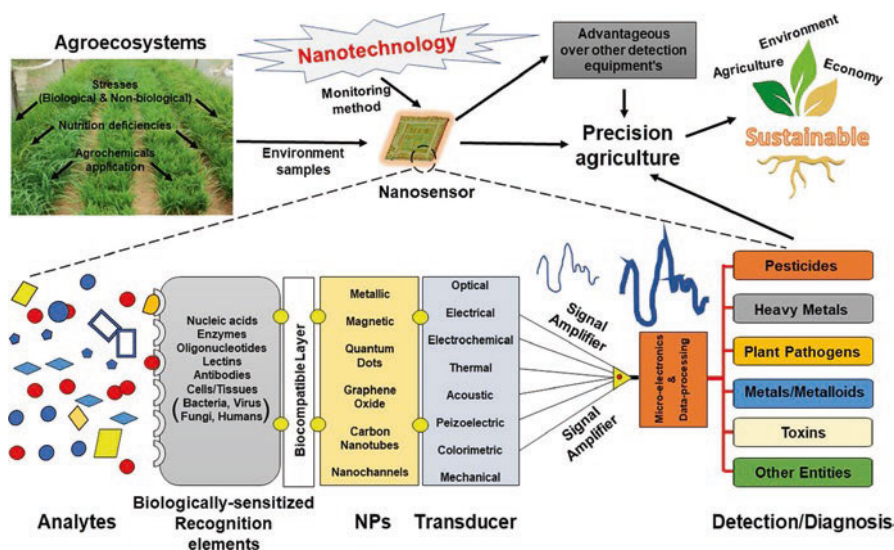 Agroecosystems
Stresses
(Biological & Non-biological)
Nutrition deficiencies
Agrochemicals
application
Nanotechnology
Monitoring
method
Environment
samples
Nanosensor
Advantageous
over other detection
equipment's
Precision
agriculture
Environment
Agriculture
Economy
Sustainable
Nucleic acids
Enzymes
Oligonucleotides
Lectins
Antibodies
Cells/Tissues
(Bacteria, Virus
Fungi, Humans)
Biocompatible Layer
Metallic
Magnetic
Quantum
Dots
Graphene
Oxide
Carbon
Nanotubes
Nanochannels
Optical
Electrical
Electrochemical
Thermal
Acoustic
Peizoelectric
Colorimetric
Mechanical
Signal
Amplifier
Signal
Amplifier
Micro-electronics
&
Data-processing
Pesticides
Heavy Metals
Plant Pathogens
Metals/Metalloids
Toxins
Other Entities
Analytes
Biologically-sensitized
Recognition
elements
NPs
Transducer
Detection/Diagnosis